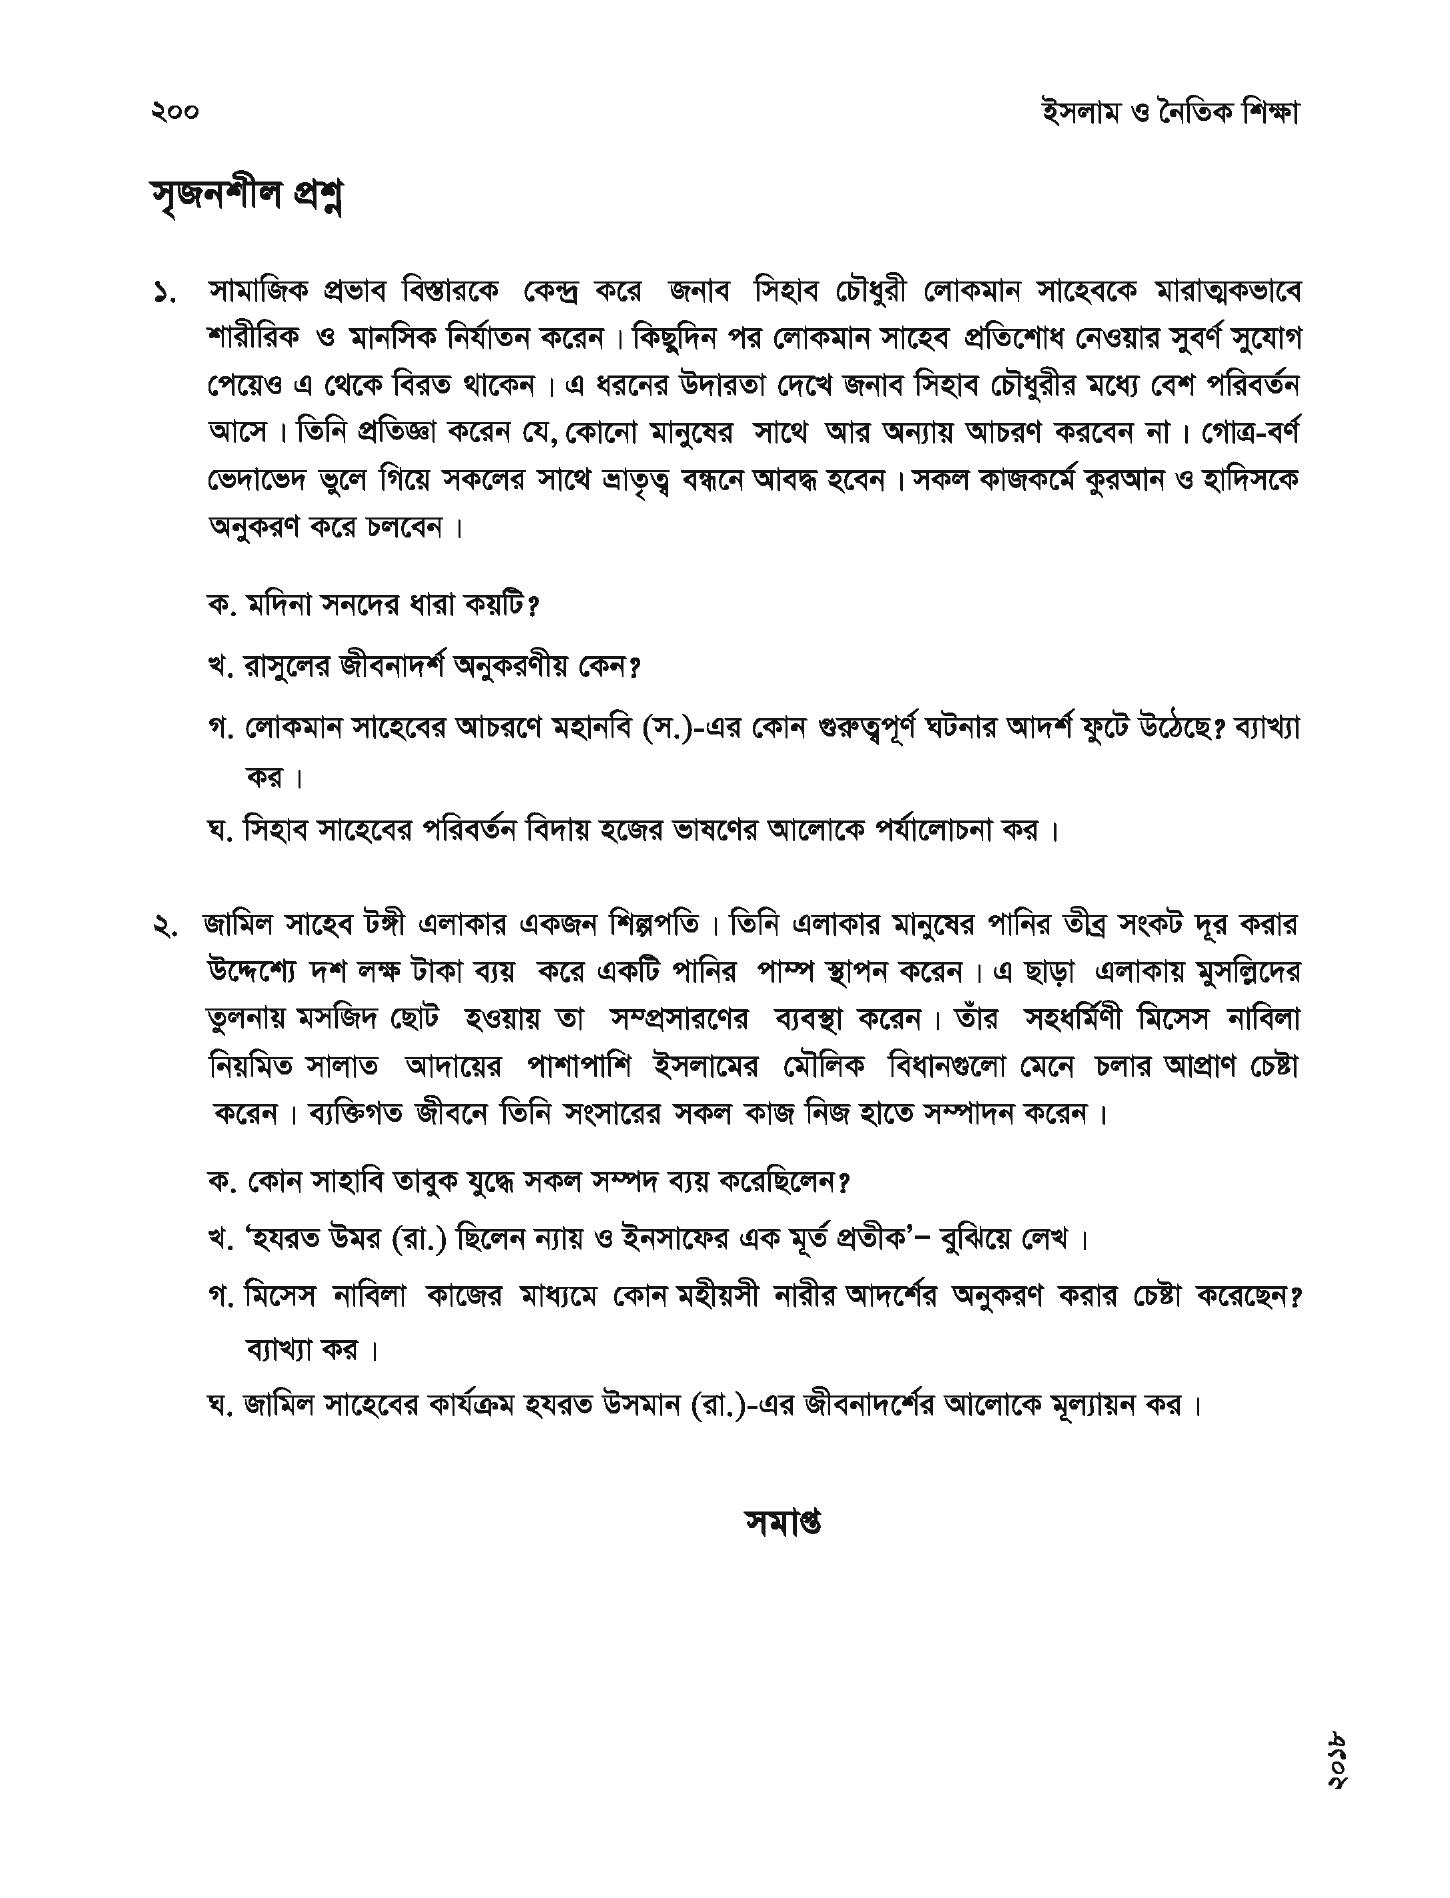 ২০০ ইসলাম ও নৈতিক শিক্ষা
সৃজনশীল প্রশ্ন
১. সামাজিক প্রভাব বিস্তারকে কেন্দ্র করে জনাব সিহাব চৌধুরী লোকমান সাহেবকে মারাত্মকভাবে
শারীরিক ও মানসিক নির্যাতন করেন। কিছুদিন পর লোকমান সাহেব প্রতিশোধ নেওয়ার সুবর্ণ সুযোগ
পেয়েও এ থেকে বিরত থাকেন। এ ধরনের উদারতা দেখে জনাব সিহাব চৌধুরীর মধ্যে বেশ পরিবর্তন
আসে। তিনি প্রতিজ্ঞা করেন যে, কোনো মানুষের সাথে আর অন্যায় আচরণ করবেন না। গোত্র-বর্ণ
ভেদাভেদ ভুলে গিয়ে সকলের সাথে ভ্রাতৃত্ব বন্ধনে আবদ্ধ হবেন। সকল কাজকর্মে কুরআন ও হাদিসকে
অনুকরণ করে চলবেন।
ক. মদিনা সনদের ধারা কয়টি?
খ. রাসুলের জীবনাদর্শ অনুকরণীয় কেন?
গ. লোকমান সাহেবের আচরণে মহানবি (স.)-এর কোন গুরুত্বপূর্ণ ঘটনার আদর্শ ফুটে উঠেছে? ব্যাখ্যা
কর।
ঘ. সিহাব সাহেবের পরিবর্তন বিদায় হজের ভাষণের আলোকে পর্যালোচনা কর।
২. জামিল সাহেব টঙ্গী এলাকার একজন শিল্পপতি। তিনি এলাকার মানুষের পানির তীব্র সংকট দূর করার
উদ্দেশ্যে দশ লক্ষ টাকা ব্যয় করে একটি পানির পাম্প স্থাপন করেন। এ ছাড়া এলাকায় মুসল্লিদের
তুলনায় মসজিদ ছোট হওয়ায় তা সম্প্রসারণের ব্যবস্থা করেন। তাঁর সহধর্মিণী মিসেস নাবিলা
নিয়মিত সালাত আদায়ের পাশাপাশি ইসলামের মৌলিক বিধানগুলো মেনে চলার আপ্রাণ চেষ্টা
করেন। ব্যক্তিগত জীবনে তিনি সংসারের সকল কাজ নিজ হাতে সম্পাদন করেন।
ক. কোন সাহাবি তাবুক যুদ্ধে সকল সম্পদ ব্যয় করেছিলেন?
খ. ‘হযরত উমর (রা.) ছিলেন ন্যায় ও ইনসাফের এক মূর্ত প্রতীক’– বুঝিয়ে লেখ।
গ. মিসেস নাবিলা কাজের মাধ্যমে কোন মহীয়সী নারীর আদর্শের অনুকরণ করার চেষ্টা করেছেন?
ব্যাখ্যা কর।
ঘ. জামিল সাহেবের কার্যক্রম হযরত উসমান (রা.)-এর জীবনাদর্শের আলোকে মূল্যায়ন কর।
সমাপ্ত
২০১৮